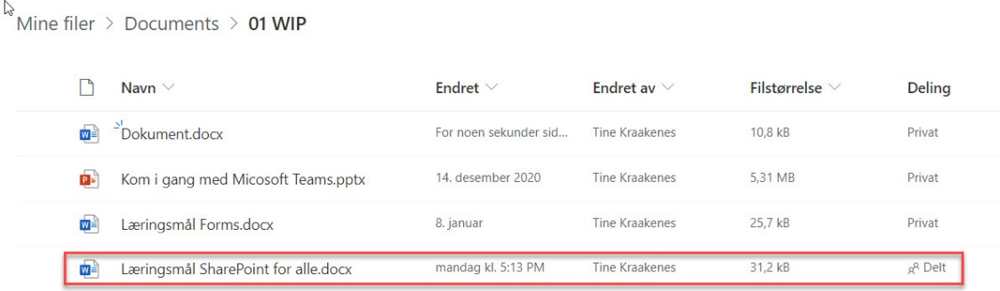 Mine filer > Documents > 01 WIP
Navn Endret Endret av Filstørrelse Deling
Dokument.docx For noen sekunder sid... Tine Kraakenes 10,8 kB Privat
Kom i gang med Micosoft Teams.pptx 14. desember 2020 Tine Kraakenes 5,31 MB Privat
Læringsmål Forms.docx 8. januar Tine Kraakenes 25,7 kB Privat
Læringsmål SharePoint for alle.docx mandag kl. 5:13 PM Tine Kraakenes 31,2 kB Delt